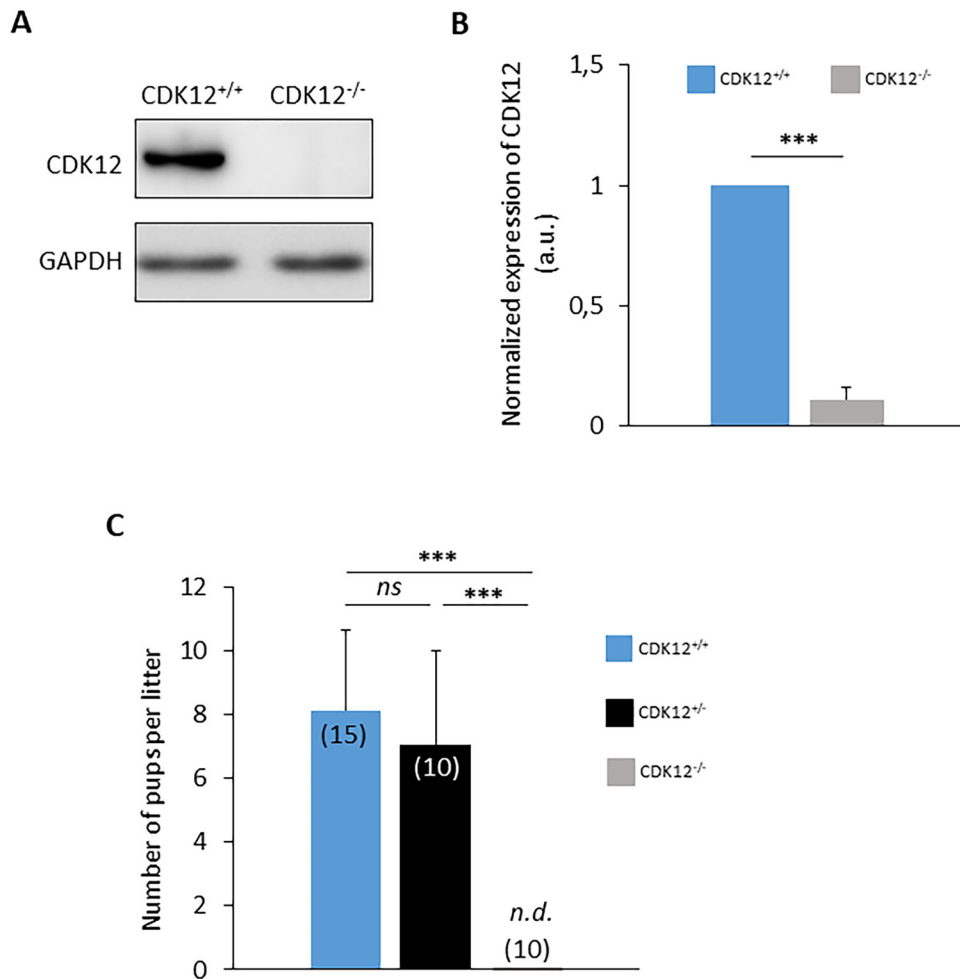 A
CDK12+/+ CDK12-/-
CDK12
GAPDH
B
Normalized expression of CDK12
(a.u.)
1,5
1
0,5
0
CDK12+/+ CDK12-/-
***
C
Number of pups per litter
12
10
8
6
4
2
0
***
ns ***
(15)
(10)
n.d.
(10)
CDK12+/+
CDK12+/-
CDK12-/-